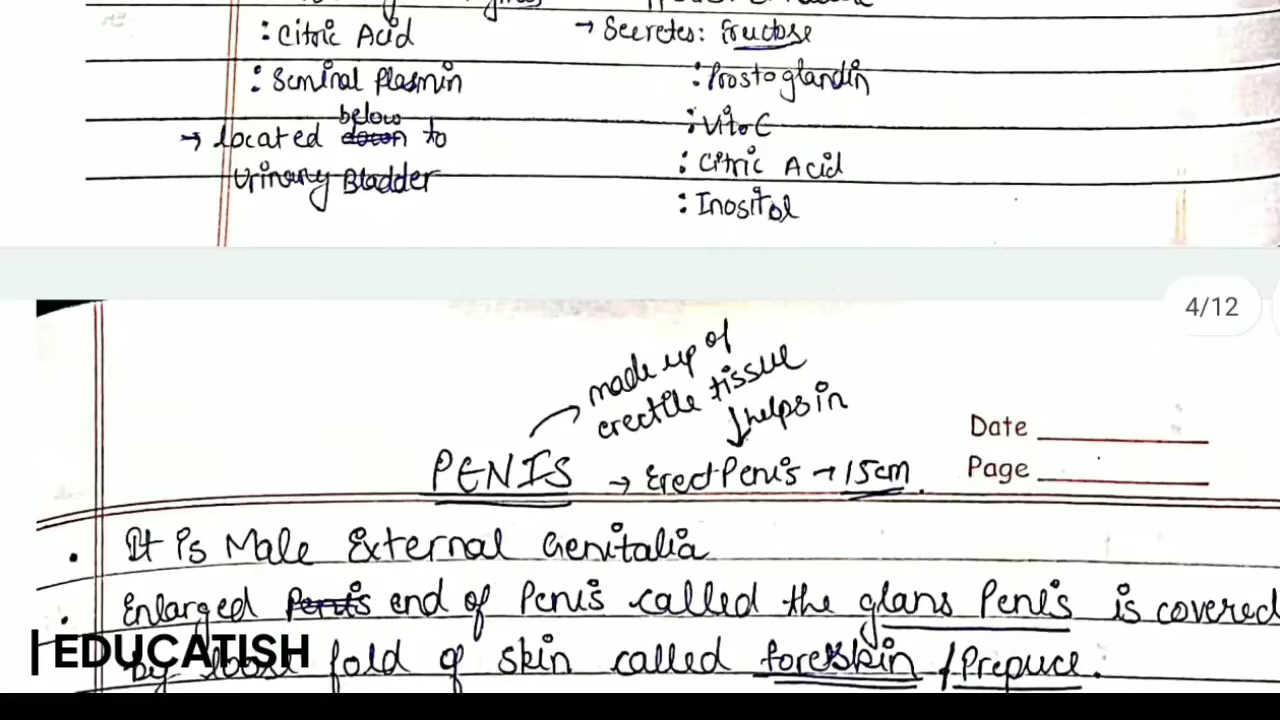 : Citric Acid
: Seminal Plasmin
→ located below to
Urinary Bladder
→ Secretes: fructose
: Prostoglandin
: Vit. C
: Citric Acid
: Inositol
4/12
made up of
erectile tissue
↓ helps in
Date
Page
PENIS → Erect Penis → 15cm.
• It is Male External Genitalia
• Enlarged end of Penis called the glans Penis is covered
by loose fold of skin called foreskin / Prepuce.
| EDUCATISH